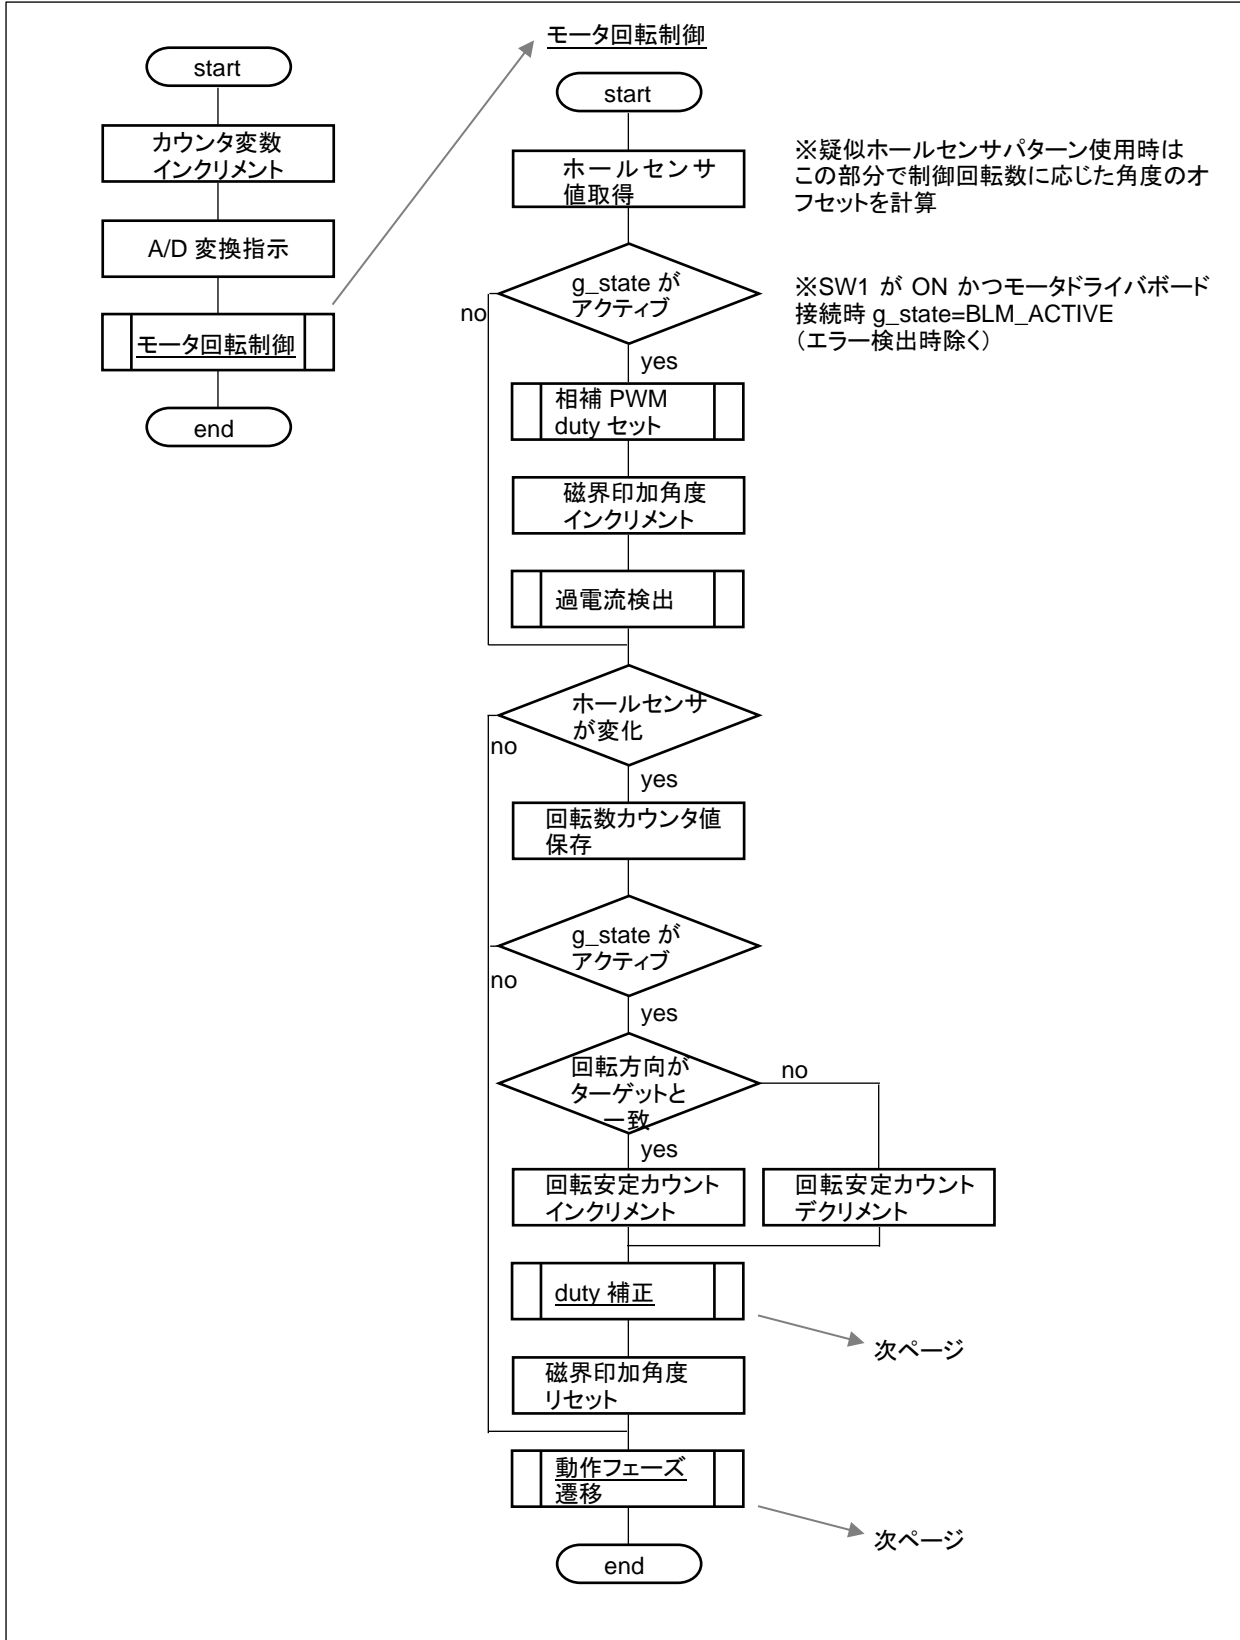 start
カウンタ変数
インクリメント
A/D 変換指示
モータ回転制御
end
モータ回転制御
start
ホールセンサ
値取得
※疑似ホールセンサパターン使用時は
この部分で制御回転数に応じた角度のオ
フセットを計算
g_state が
アクティブ
no
yes
※SW1 が ON かつモータドライバボード
接続時 g_state=BLM_ACTIVE
（エラー検出時除く）
相補 PWM
duty セット
磁界印加角度
インクリメント
過電流検出
ホールセンサ
が変化
no
yes
回転数カウンタ値
保存
g_state が
アクティブ
no
yes
回転方向が
ターゲットと
一致
no
yes
回転安定カウント
インクリメント
回転安定カウント
デクリメント
duty 補正
次ページ
磁界印加角度
リセット
動作フェーズ
遷移
次ページ
end